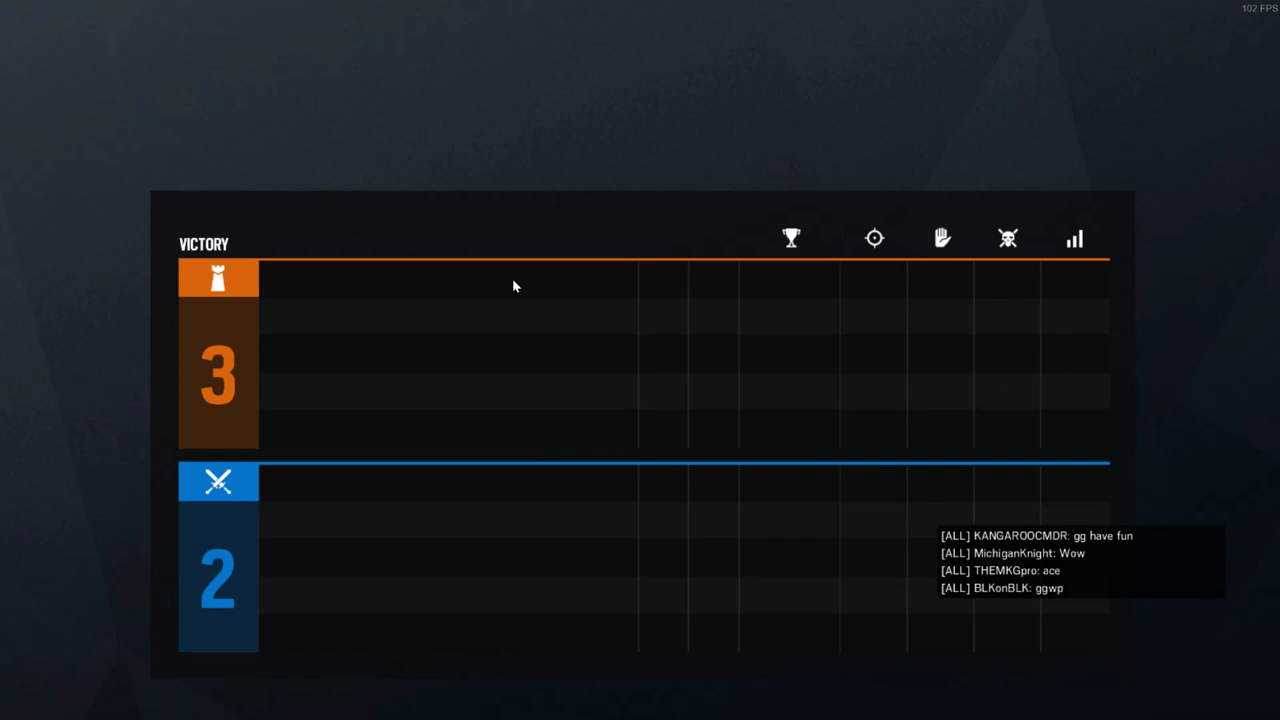 102 FPS
VICTORY
3
2
[ALL] KANGAROOCMDR: gg have fun
[ALL] MichiganKnight: Wow
[ALL] THEMKGpro: ace
[ALL] BLKonBLK: ggwp